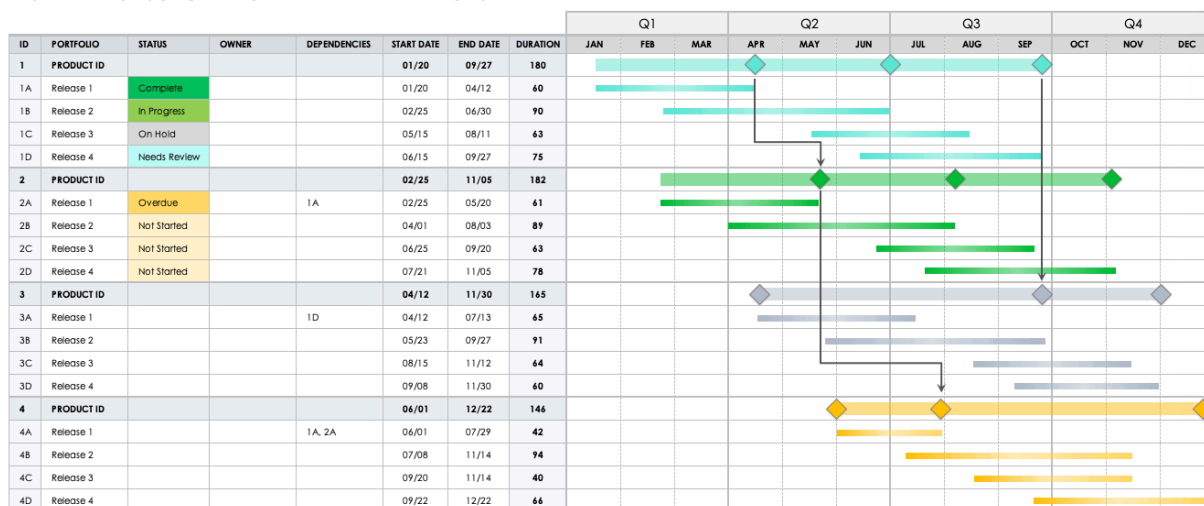 Q1 Q2 Q3 Q4
ID PORTFOLIO STATUS OWNER DEPENDENCIES START DATE END DATE DURATION JAN FEB MAR APR MAY JUN JUL AUG SEP OCT NOV DEC
1 PRODUCT ID 01/20 09/27 180
1A Release 1 Complete 01/20 04/12 60
1B Release 2 In Progress 02/25 06/30 90
1C Release 3 On Hold 05/15 08/11 63
1D Release 4 Needs Review 06/15 09/27 75
2 PRODUCT ID 02/25 11/05 182
2A Release 1 Overdue 1A 02/25 05/20 61
2B Release 2 Not Started 04/01 08/03 89
2C Release 3 Not Started 06/25 09/20 63
2D Release 4 Not Started 07/21 11/05 78
3 PRODUCT ID 04/12 11/30 165
3A Release 1 1D 04/12 07/13 65
3B Release 2 05/23 09/27 91
3C Release 3 08/15 11/12 64
3D Release 4 09/08 11/30 60
4 PRODUCT ID 06/01 12/22 146
4A Release 1 1A, 2A 06/01 07/29 42
4B Release 2 07/08 11/14 94
4C Release 3 09/20 11/14 40
4D Release 4 09/22 12/22 66